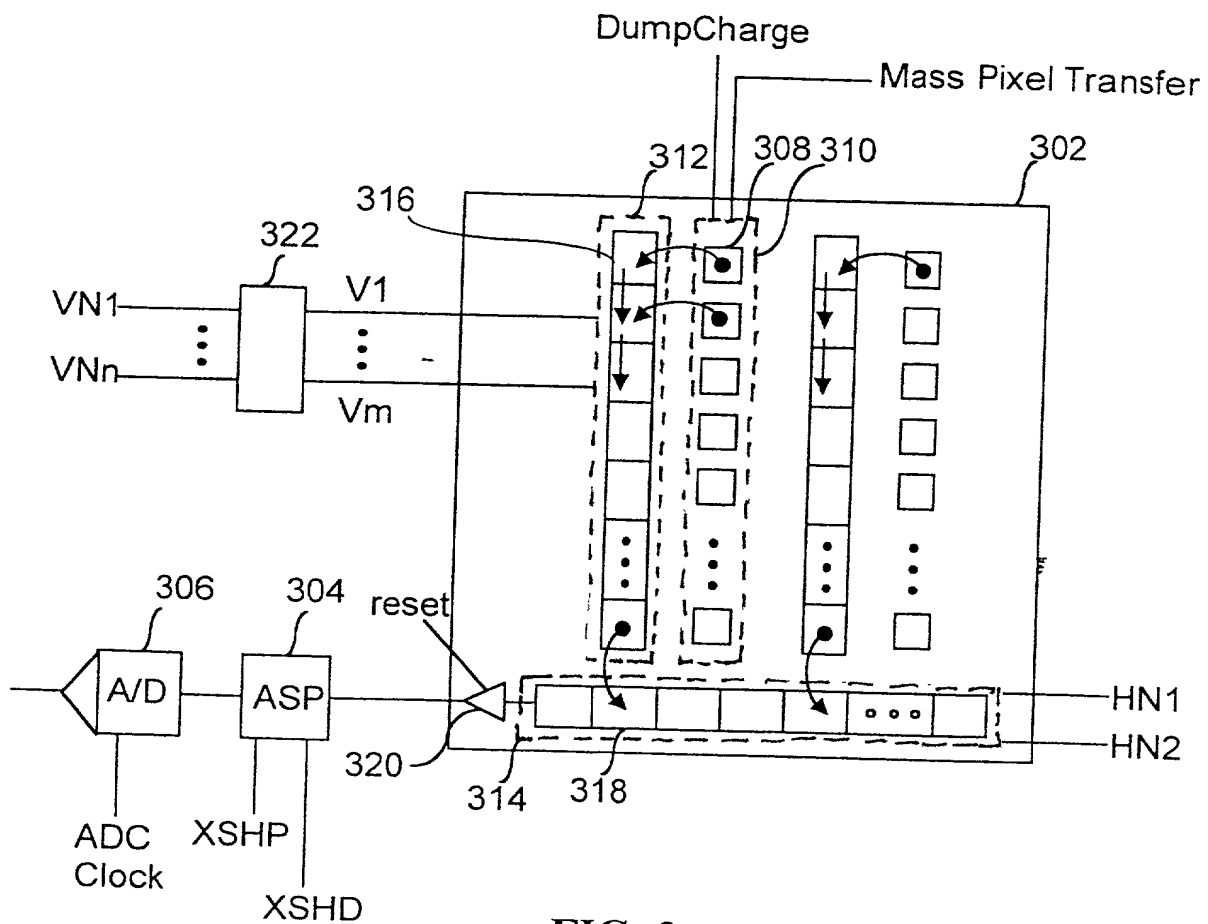 DumpCharge
Mass Pixel Transfer
312
308
310
302
316
322
VN1
V1
VNn
Vm
306
304
reset
A/D
ASP
HN1
HN2
320
314
318
ADC
Clock
XSHP
XSHD